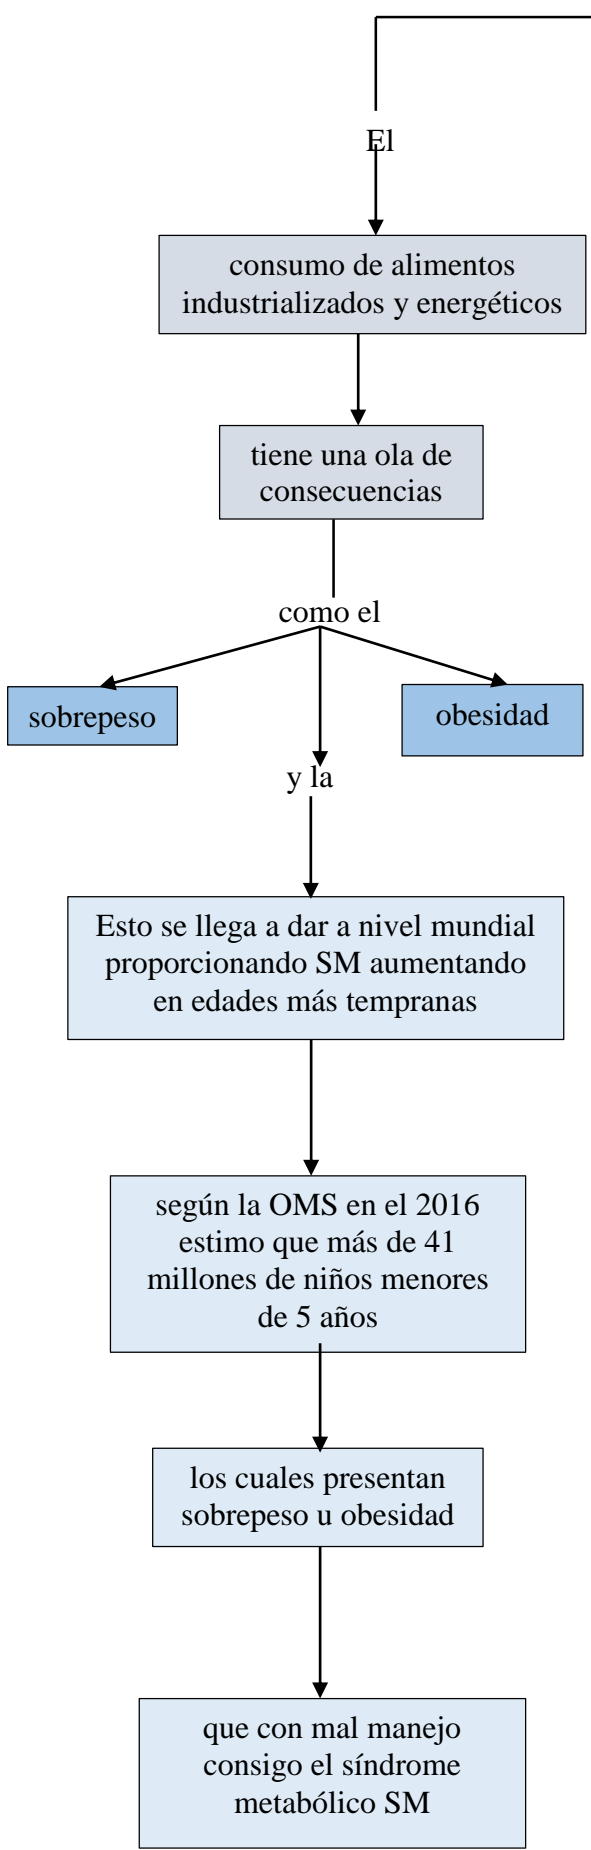 El
consumo de alimentos
industrializados y energéticos
tiene una ola de
consecuencias
como el
sobrepeso
obesidad
y la
Esto se llega a dar a nivel mundial
proporcionando SM aumentando
en edades más tempranas
según la OMS en el 2016
estimo que más de 41
millones de niños menores
de 5 años
los cuales presentan
sobrepeso u obesidad
que con mal manejo
consigo el síndrome
metabólico SM